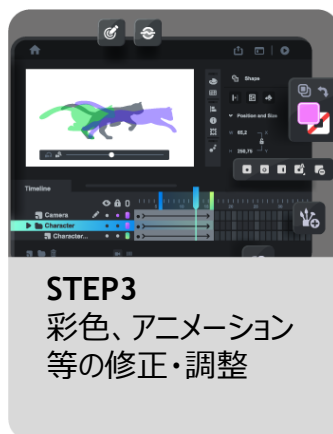 Shape
Position and Size
Timeline
Camera
Character
Character...
STEP3
彩色、アニメーション
等の修正・調整